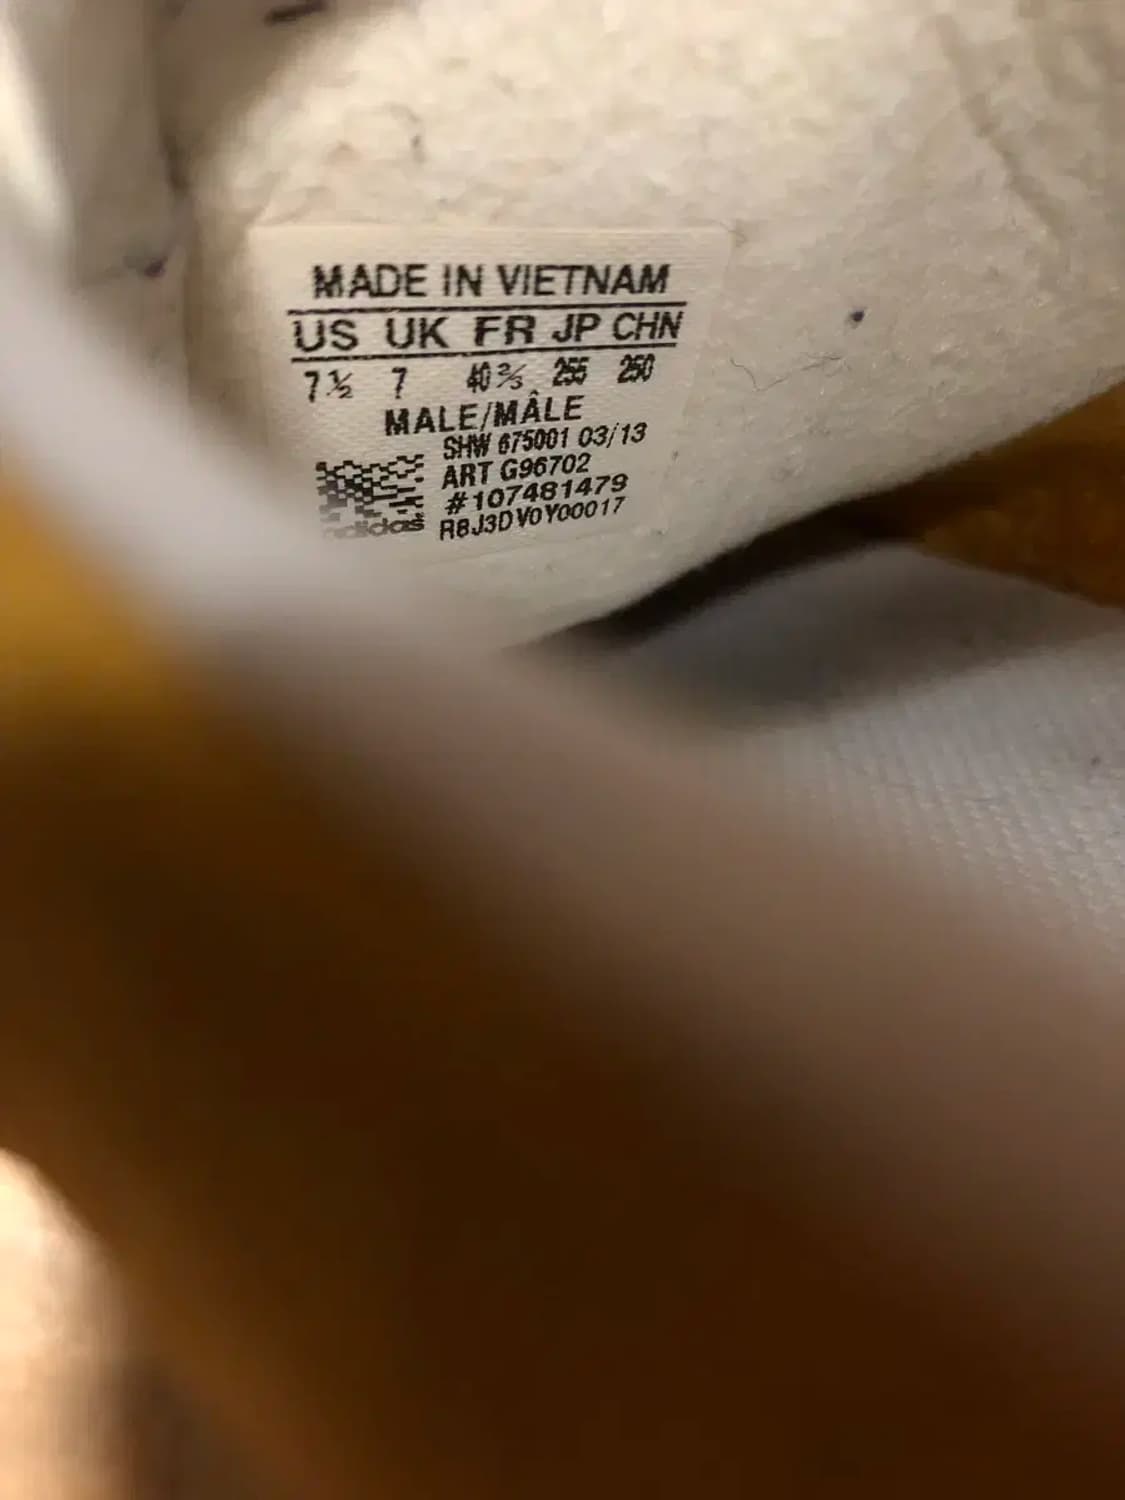 MADE IN VIETNAM
US UK FR JP CHN
7½ 7 40⅔ 255 250
MALE/MÂLE
SHW 675001 03/13
ART G96702
#107481479
R8J3DV0Y00017
adidas